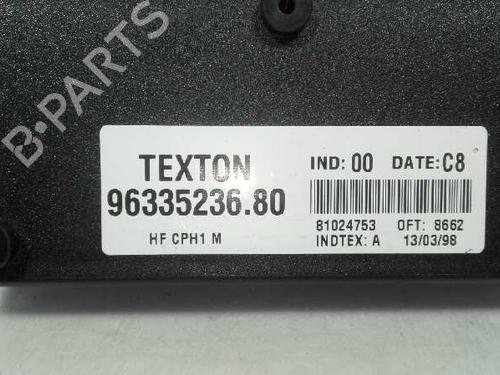 B-PARTS
TEXTON
96335236.80
HF CPH1 M
IND: 00 DATE: C8
81024753 OFT: 8662
INDTEX: A 13/03/98